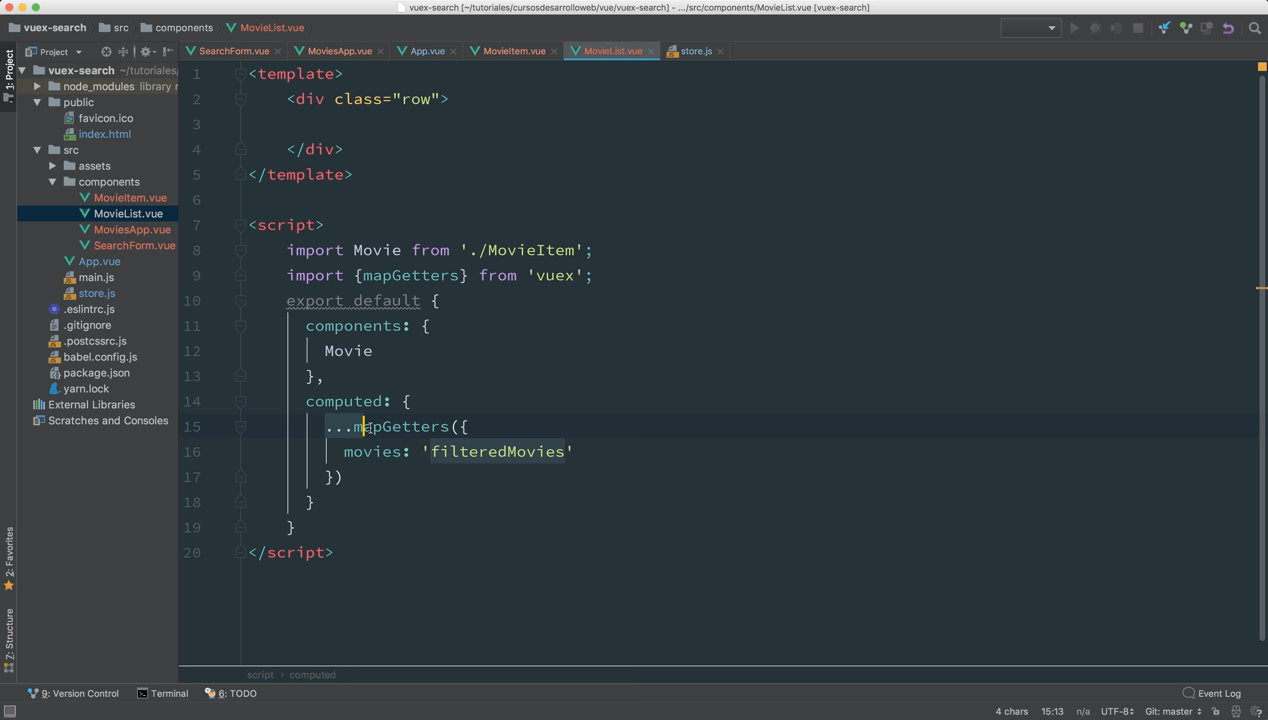 vuex-search [~/tutoriales/cursosdesarrolloweb/vue/vuex-search] - .../src/components/MovieList.vue [vuex-search]
vuex-search src components MovieList.vue
Project SearchForm.vue MoviesApp.vue App.vue MovieItem.vue MovieList.vue store.js
1: Project
vuex-search ~/tutoriales/
node_modules library r
public
favicon.ico
index.html
src
assets
components
MovieItem.vue
MovieList.vue
MoviesApp.vue
SearchForm.vue
App.vue
main.js
store.js
.eslintrc.js
.gitignore
.postcssrc.js
babel.config.js
package.json
yarn.lock
External Libraries
Scratches and Consoles
2: Favorites
Z: Structure
1 <template>
2 <div class="row">
3
4 </div>
5 </template>
6
7 <script>
8 import Movie from './MovieItem';
9 import {mapGetters} from 'vuex';
10 export default {
11 components: {
12 Movie
13 },
14 computed: {
15 ...mapGetters({
16 movies: 'filteredMovies'
17 })
18 }
19 }
20 </script>
script › computed
9: Version Control Terminal 6: TODO Event Log
4 chars 15:13 n/a UTF-8 Git: master